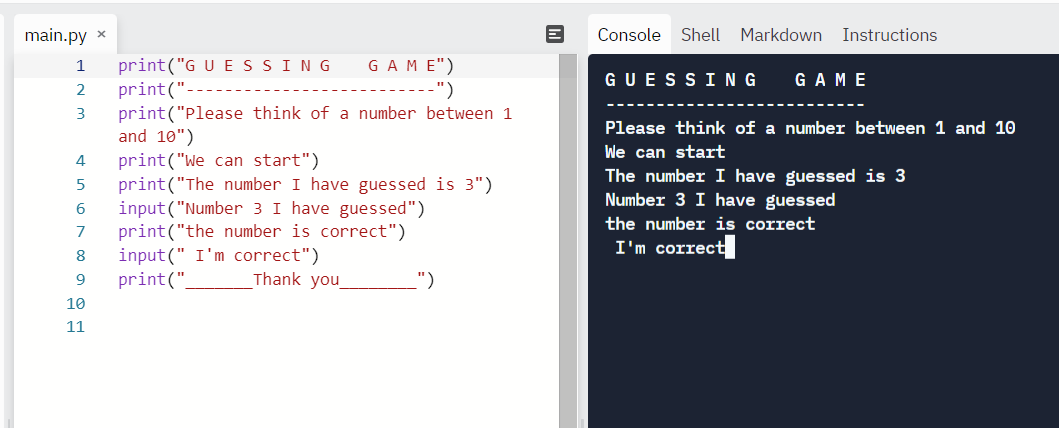 main.py ×
1 print("G U E S S I N G    G A M E")
2 print("--------------------------")
3 print("Please think of a number between 1
and 10")
4 print("We can start")
5 print("The number I have guessed is 3")
6 input("Number 3 I have guessed")
7 print("the number is correct")
8 input(" I'm correct")
9 print("_______Thank you________")
10
11
Console Shell Markdown Instructions
G U E S S I N G    G A M E
--------------------------
Please think of a number between 1 and 10
We can start
The number I have guessed is 3
Number 3 I have guessed
the number is correct
 I'm correct